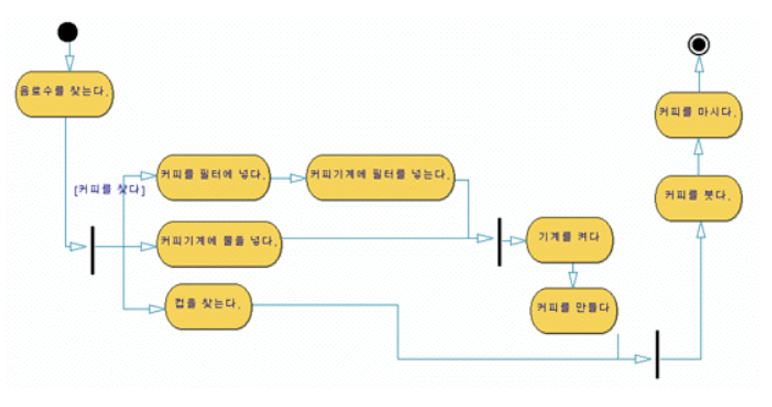 음료수를 찾는다.
[커피를 찾다]
커피를 필터에 넣다.
커피기계에 필터를 넣는다.
커피기계에 물을 넣다.
컵을 찾는다.
기계를 켜다
커피를 만들다
커피를 붓다.
커피를 마시다.